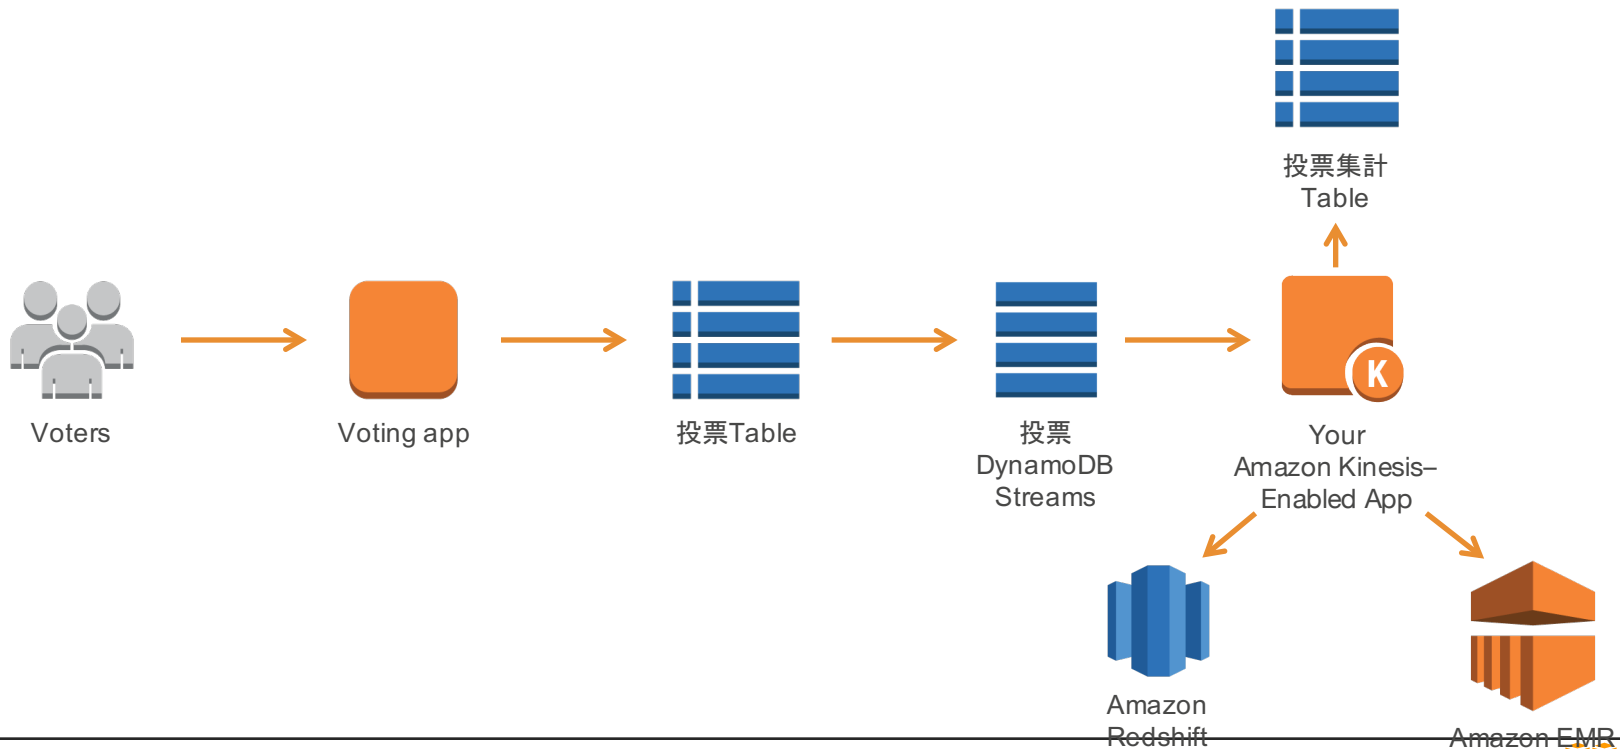 投票集計
Table
Voters
Voting app
投票Table
投票
DynamoDB
Streams
K
Your
Amazon Kinesis–
Enabled App
Amazon
Redshift
Amazon EMR